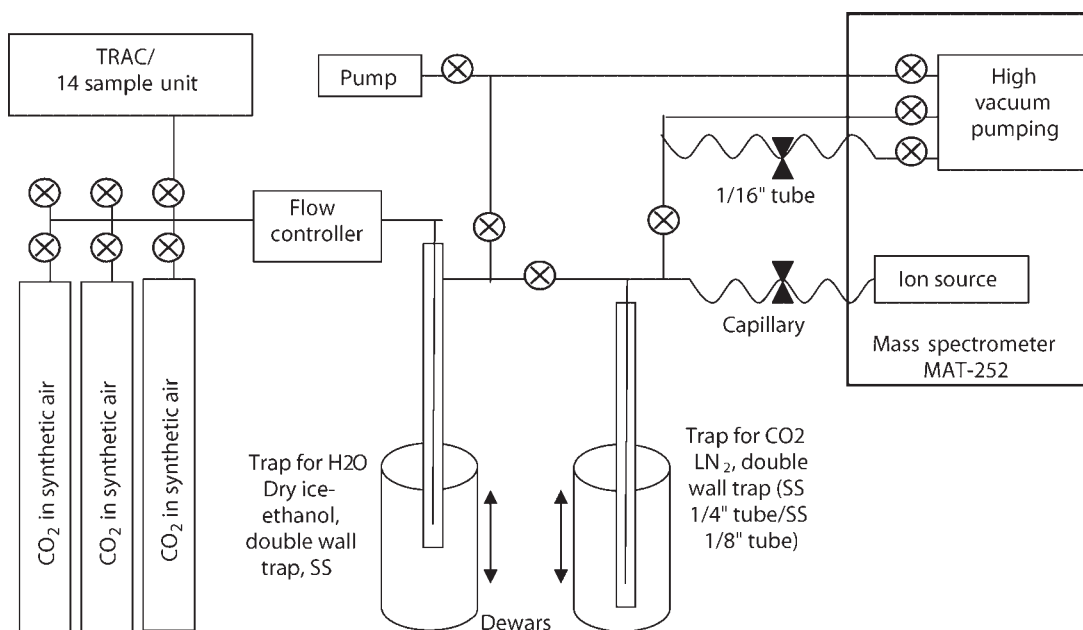 TRAC/
14 sample unit
Pump
High
vacuum
pumping
1/16" tube
Flow
controller
Ion source
Capillary
Mass spectrometer
MAT-252
CO₂ in synthetic air
CO₂ in synthetic air
CO₂ in synthetic air
Trap for H2O
Dry ice-
ethanol,
double wall
trap, SS
Trap for CO2
LN₂, double
wall trap (SS
1/4" tube/SS
1/8" tube)
Dewars